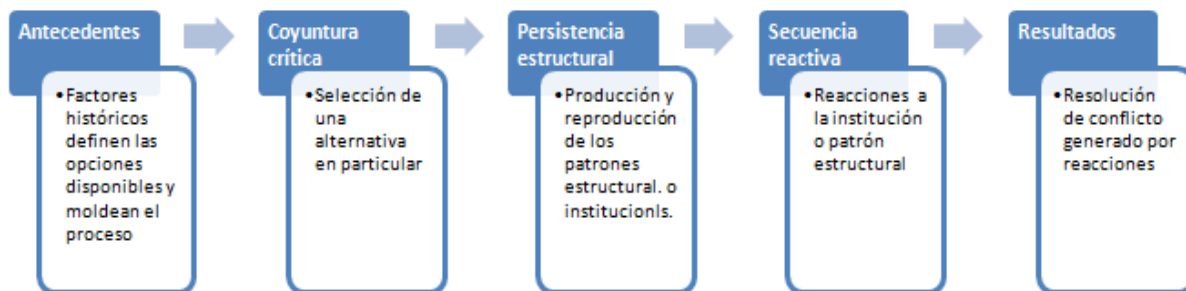 Antecedentes
•Factores
históricos
definen las
opciones
disponibles y
moldean el
proceso
Coyuntura
crítica
•Selección de
una
alternativa
en particular
Persistencia
estructural
•Producción y
reproducción
de los
patrones
estructural. o
institucionls.
Secuencia
reactiva
•Reacciones a
la institución
o patrón
estructural
Resultados
•Resolución
de conflicto
generado por
reacciones